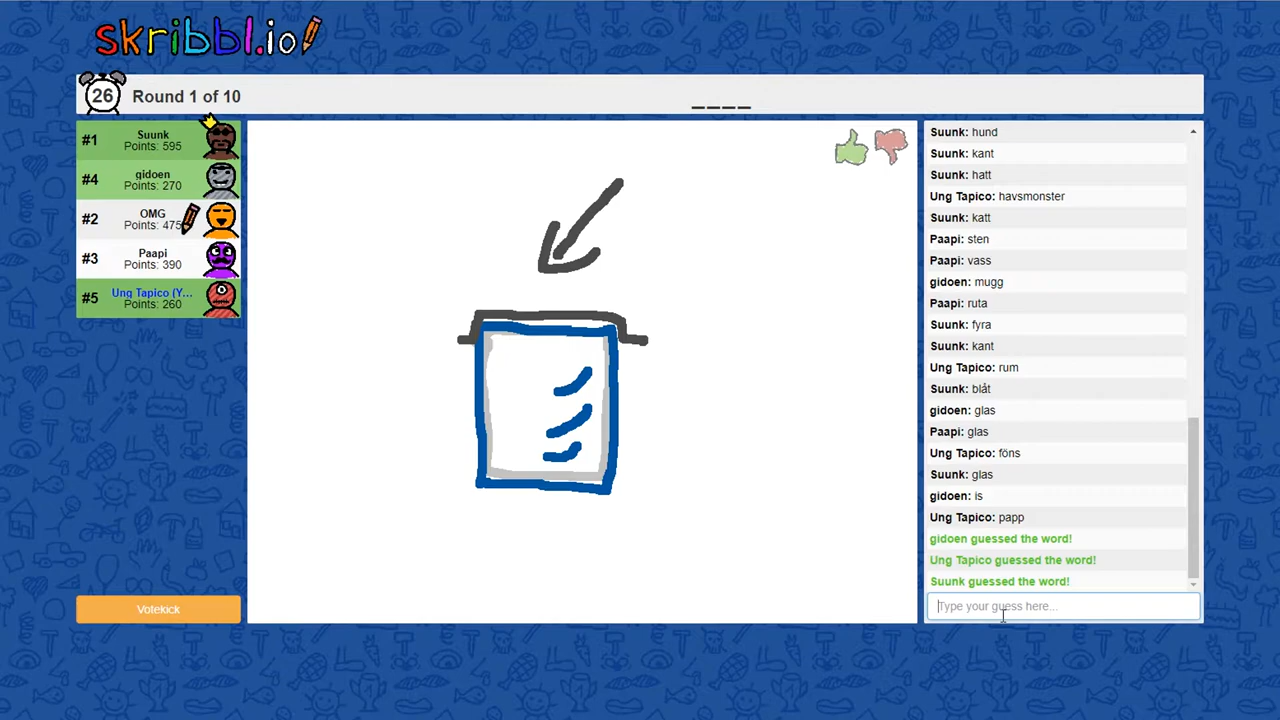 skribbl.io
26
Round 1 of 10
____
#1
Suunk
Points: 595
#4
gidoen
Points: 270
#2
OMG
Points: 475
#3
Paapi
Points: 390
#5
Ung Tapico (Y...
Points: 260
Votekick
Suunk: hund
Suunk: kant
Suunk: hatt
Ung Tapico: havsmonster
Suunk: katt
Paapi: sten
Paapi: vass
gidoen: mugg
Paapi: ruta
Suunk: fyra
Suunk: kant
Ung Tapico: rum
Suunk: blåt
gidoen: glas
Paapi: glas
Ung Tapico: föns
Suunk: glas
gidoen: is
Ung Tapico: papp
gidoen guessed the word!
Ung Tapico guessed the word!
Suunk guessed the word!
Type your guess here...